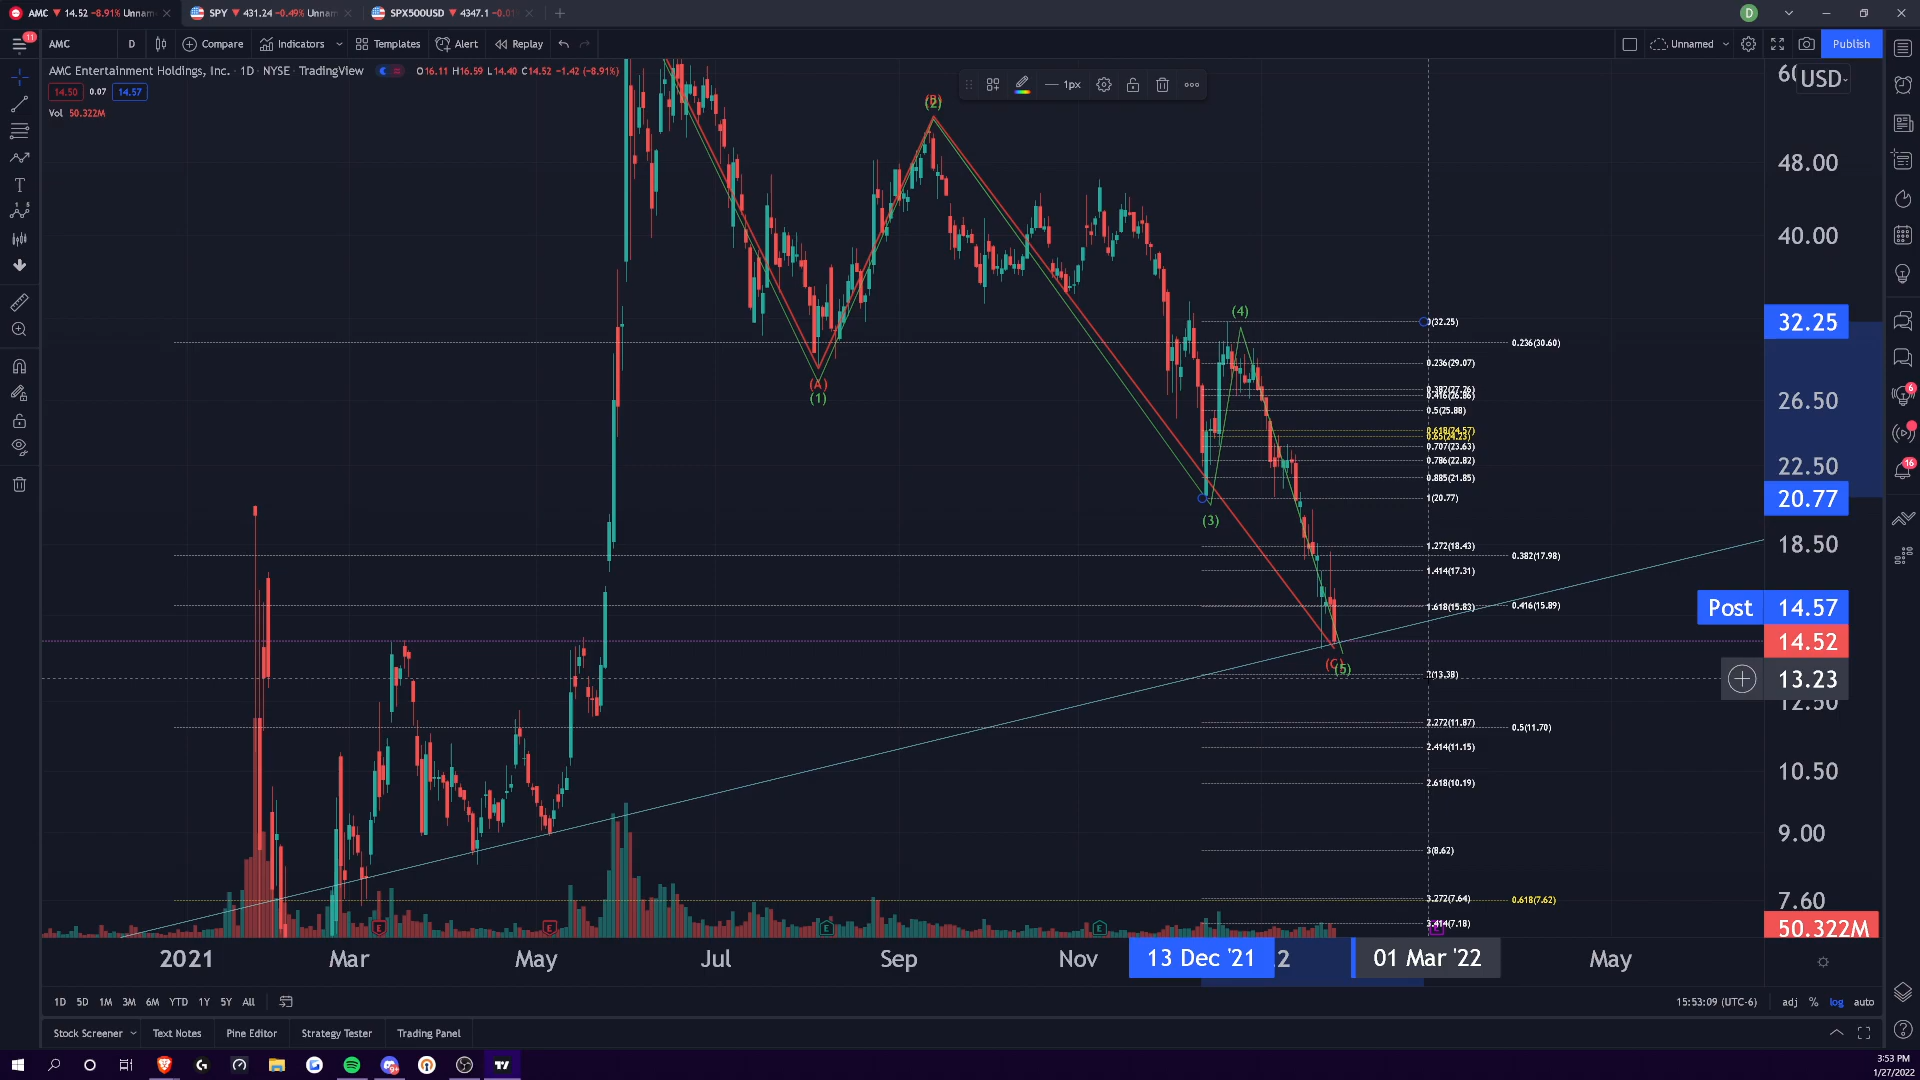 AMC ▼ 14.52 -8.91% Unnam
SPY ▼ 431.24 -0.49% Unnam
SPX500USD ▼ 4347.1 -0.01
D
11
AMC
D
Compare
Indicators
Templates
Alert
Replay
Unnamed
Publish
AMC Entertainment Holdings, Inc. · 1D · NYSE · TradingView
O16.11 H16.59 L14.40 C14.52 -1.42 (-8.91%)
14.50 0.07 14.57
Vol 50.322M
1px
USD
48.00
40.00
32.25
26.50
22.50
20.77
18.50
Post 14.57
14.52
13.23
12.50
10.50
9.00
7.60
50.322M
(2)
(A)
(1)
(4)
(3)
(5)
0(32.25)
0.236(30.60)
0.236(29.07)
0.382(27.26)
0.416(26.86)
0.5(25.88)
0.618(24.57)
0.65(24.23)
0.707(23.63)
0.786(22.82)
0.885(21.85)
1(20.77)
1.272(18.43)
0.382(17.98)
1.414(17.31)
1.618(15.83)
0.416(15.89)
2(13.38)
2.272(11.87)
0.5(11.70)
2.414(11.15)
2.618(10.19)
3(8.62)
3.272(7.64)
0.618(7.62)
3.414(7.18)
E
E
E
E
E
6
16
2021
Mar
May
Jul
Sep
Nov
13 Dec '21
2
01 Mar '22
May
1D 5D 1M 3M 6M YTD 1Y 5Y All
15:53:09 (UTC-6)
adj % log auto
Stock Screener
Text Notes
Pine Editor
Strategy Tester
Trading Panel
3:53 PM
1/27/2022